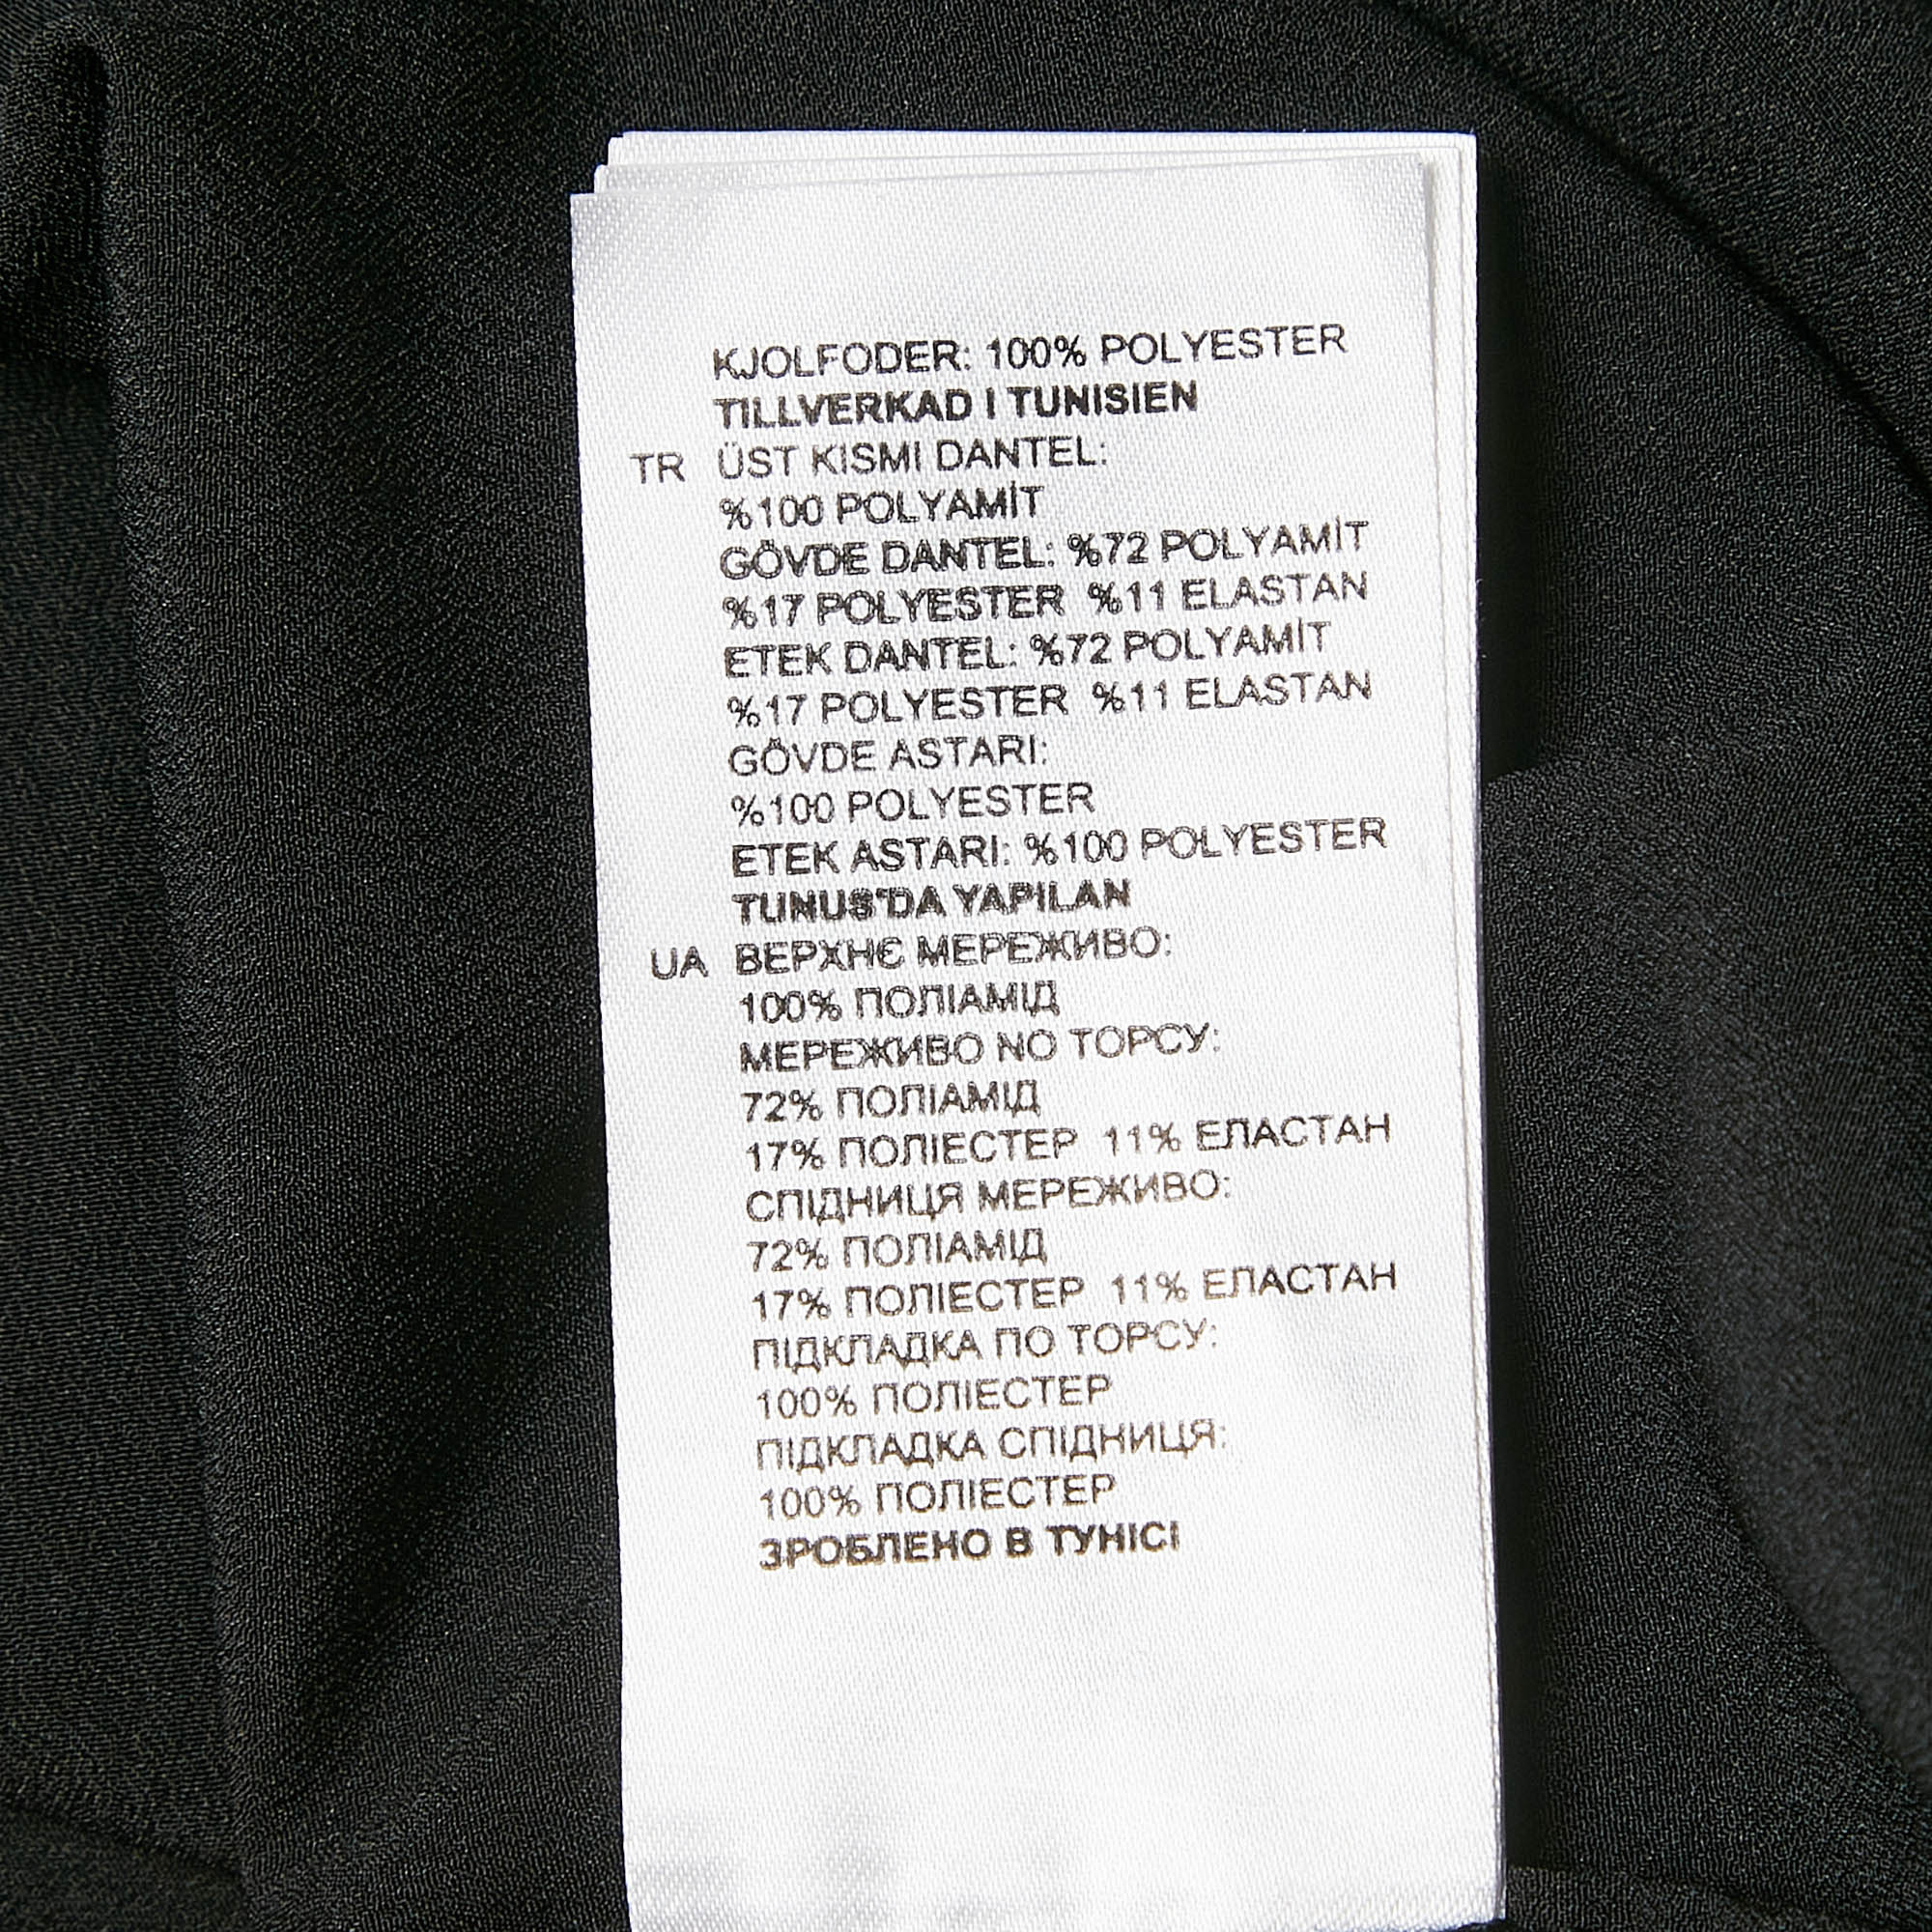 KJOLFODER: 100% POLYESTER
TILLVERKAD I TUNISIEN
TR ÜST KISMI DANTEL:
%100 POLYAMİT
GÖVDE DANTEL: %72 POLYAMİT
%17 POLYESTER %11 ELASTAN
ETEK DANTEL: %72 POLYAMİT
%17 POLYESTER %11 ELASTAN
GÖVDE ASTARI:
%100 POLYESTER
ETEK ASTARI: %100 POLYESTER
TUNUS'DA YAPILAN
UA ВЕРХНЄ МЕРЕЖИВО:
100% ПОЛІАМІД
МЕРЕЖИВО NO ТОРСУ:
72% ПОЛІАМІД
17% ПОЛІЕСТЕР 11% ЕЛАСТАН
СПІДНИЦЯ МЕРЕЖИВО:
72% ПОЛІАМІД
17% ПОЛІЕСТЕР 11% ЕЛАСТАН
ПІДКЛАДКА ПО ТОРСУ:
100% ПОЛІЕСТЕР
ПІДКЛАДКА СПІДНИЦЯ:
100% ПОЛІЕСТЕР
ЗРОБЛЕНО В ТУНІСІ